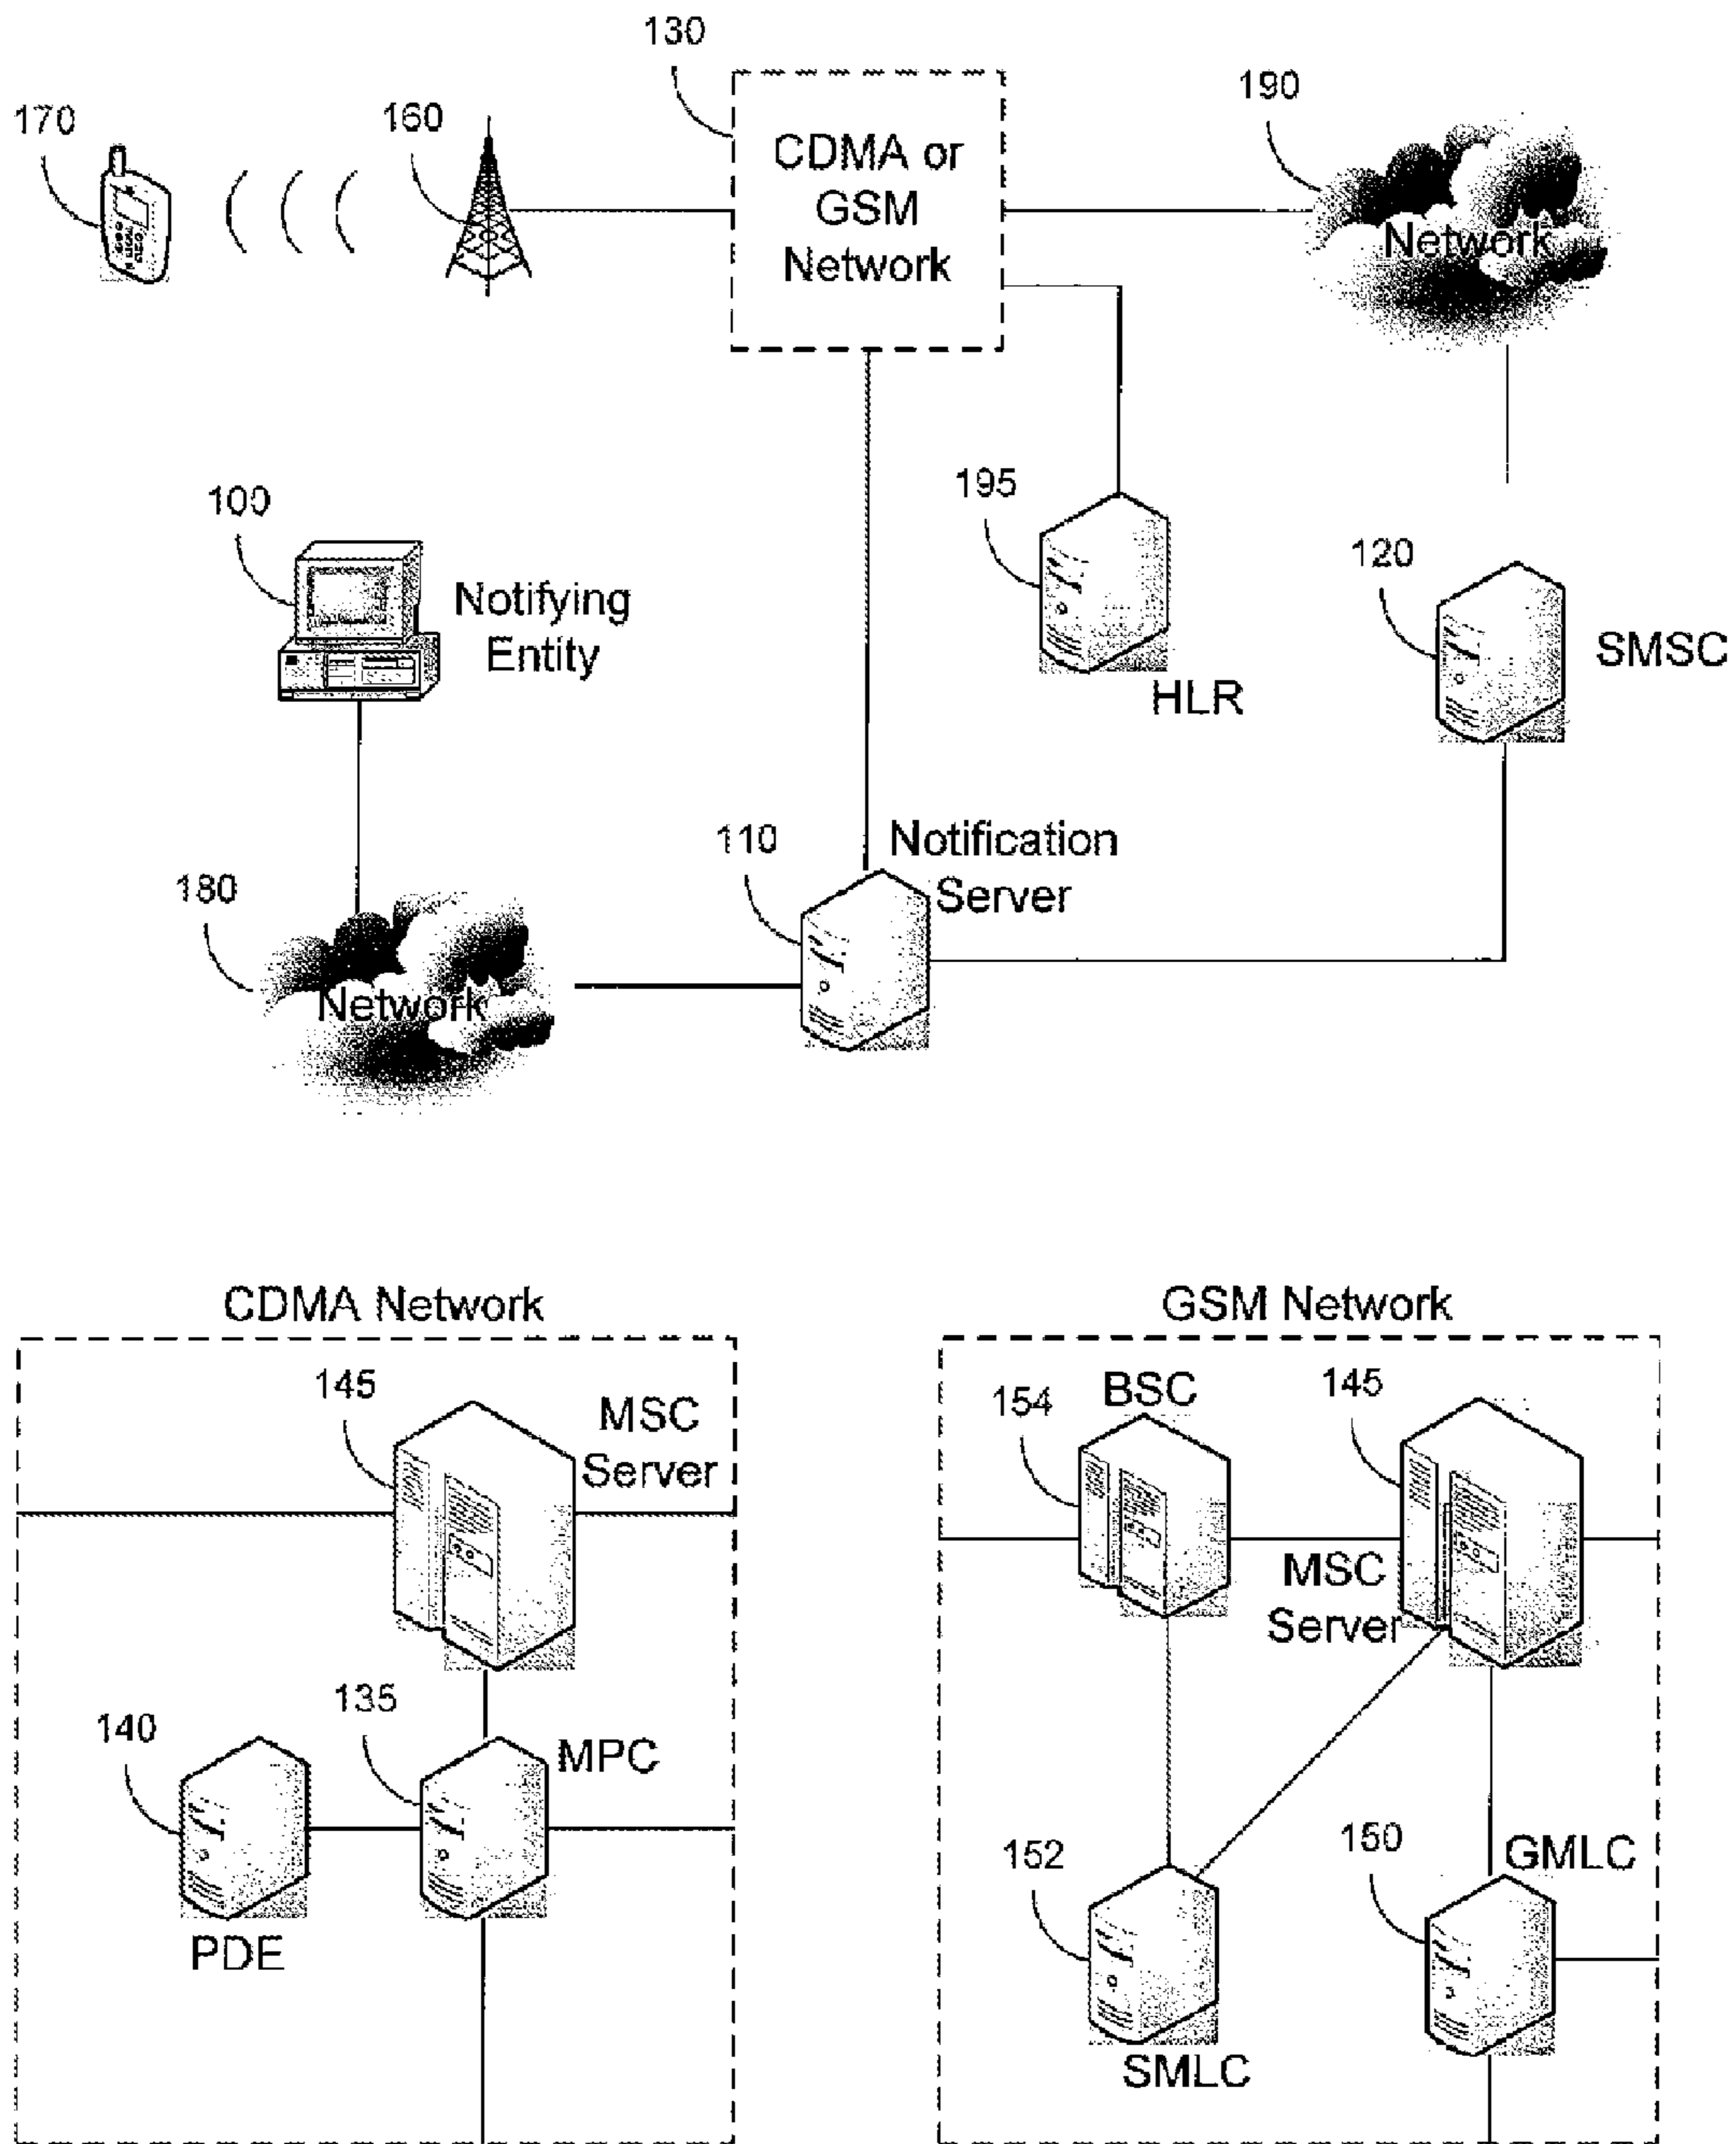 130
190
170
160
CDMA or
GSM
Network
Network
195
100
120
Notifying
Entity
SMSC
HLR
110
Notification
Server
180
Network
CDMA Network
GSM Network
145
MSC
Server
154
BSC
145
MSC
Server
140
135
MPC
PDE
152
150
GMLC
SMLC